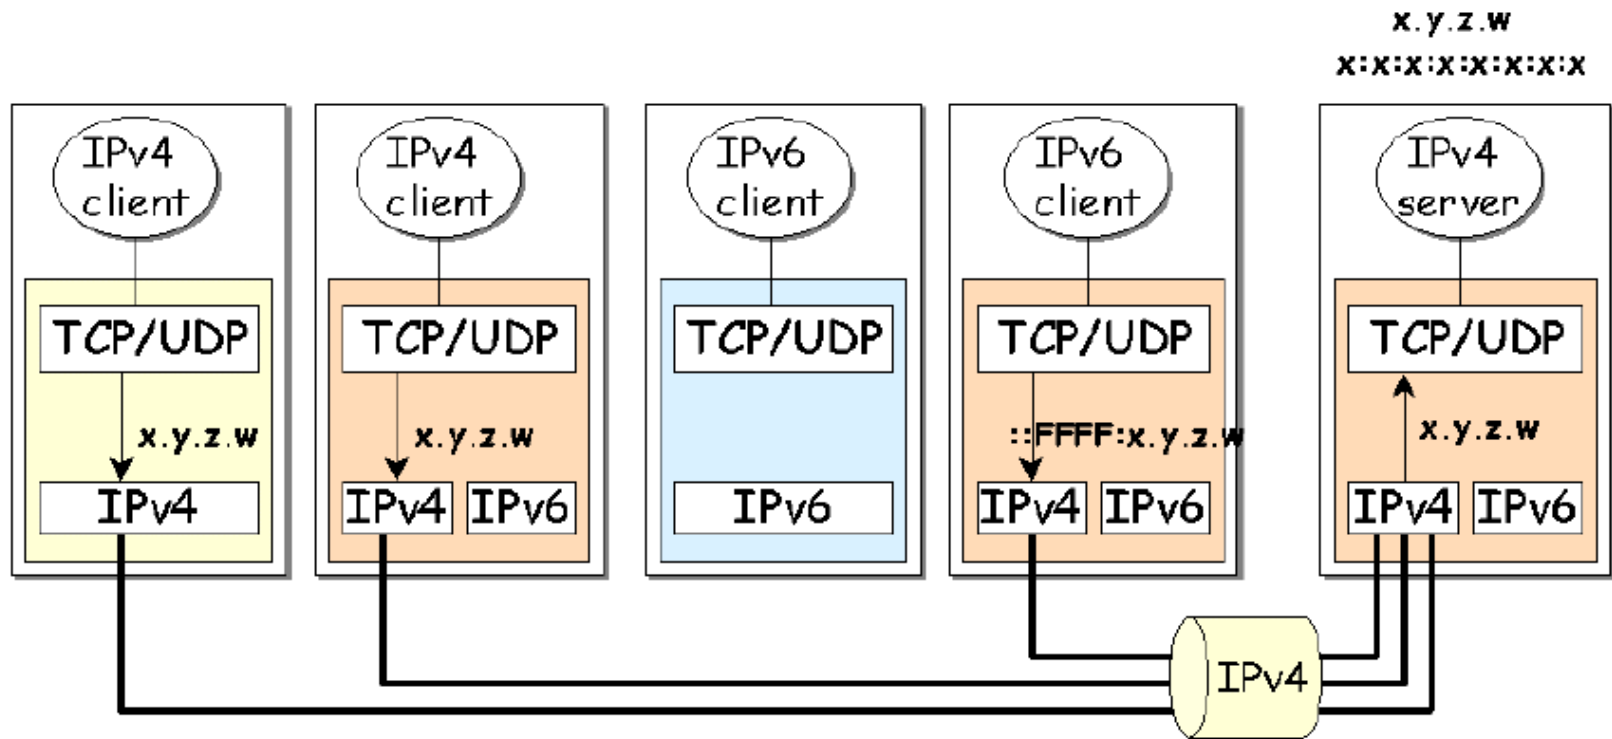 x.y.z.w
x:x:x:x:x:x:x:x
IPv4
client
IPv4
client
IPv6
client
IPv6
client
IPv4
server
TCP/UDP
TCP/UDP
TCP/UDP
TCP/UDP
TCP/UDP
x.y.z.w
x.y.z.w
::FFFF:x.y.z.w
x.y.z.w
IPv4
IPv4
IPv6
IPv6
IPv4
IPv6
IPv4
IPv6
IPv4